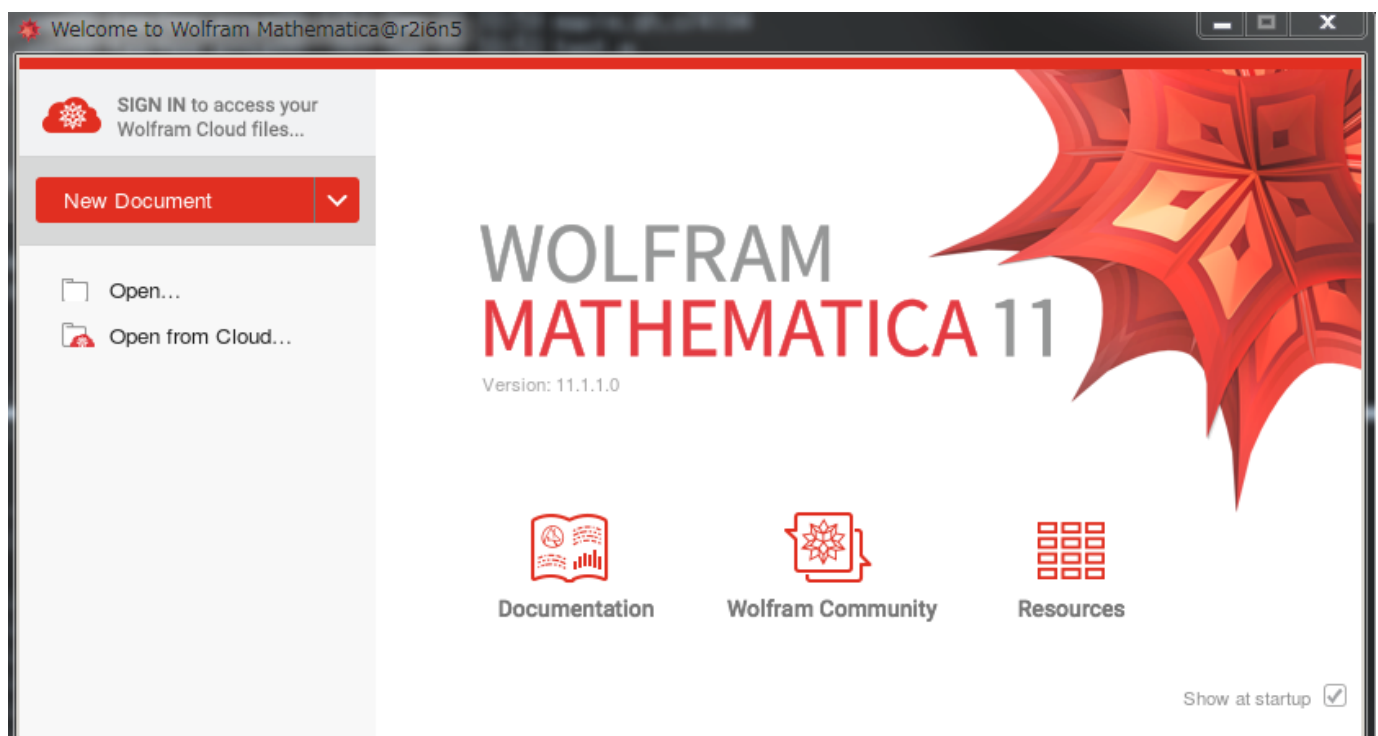 Welcome to Wolfram Mathematica@r2i6n5
SIGN IN to access your
Wolfram Cloud files...
New Document
Open...
Open from Cloud...
WOLFRAM
MATHEMATICA 11
Version: 11.1.1.0
Documentation
Wolfram Community
Resources
Show at startup